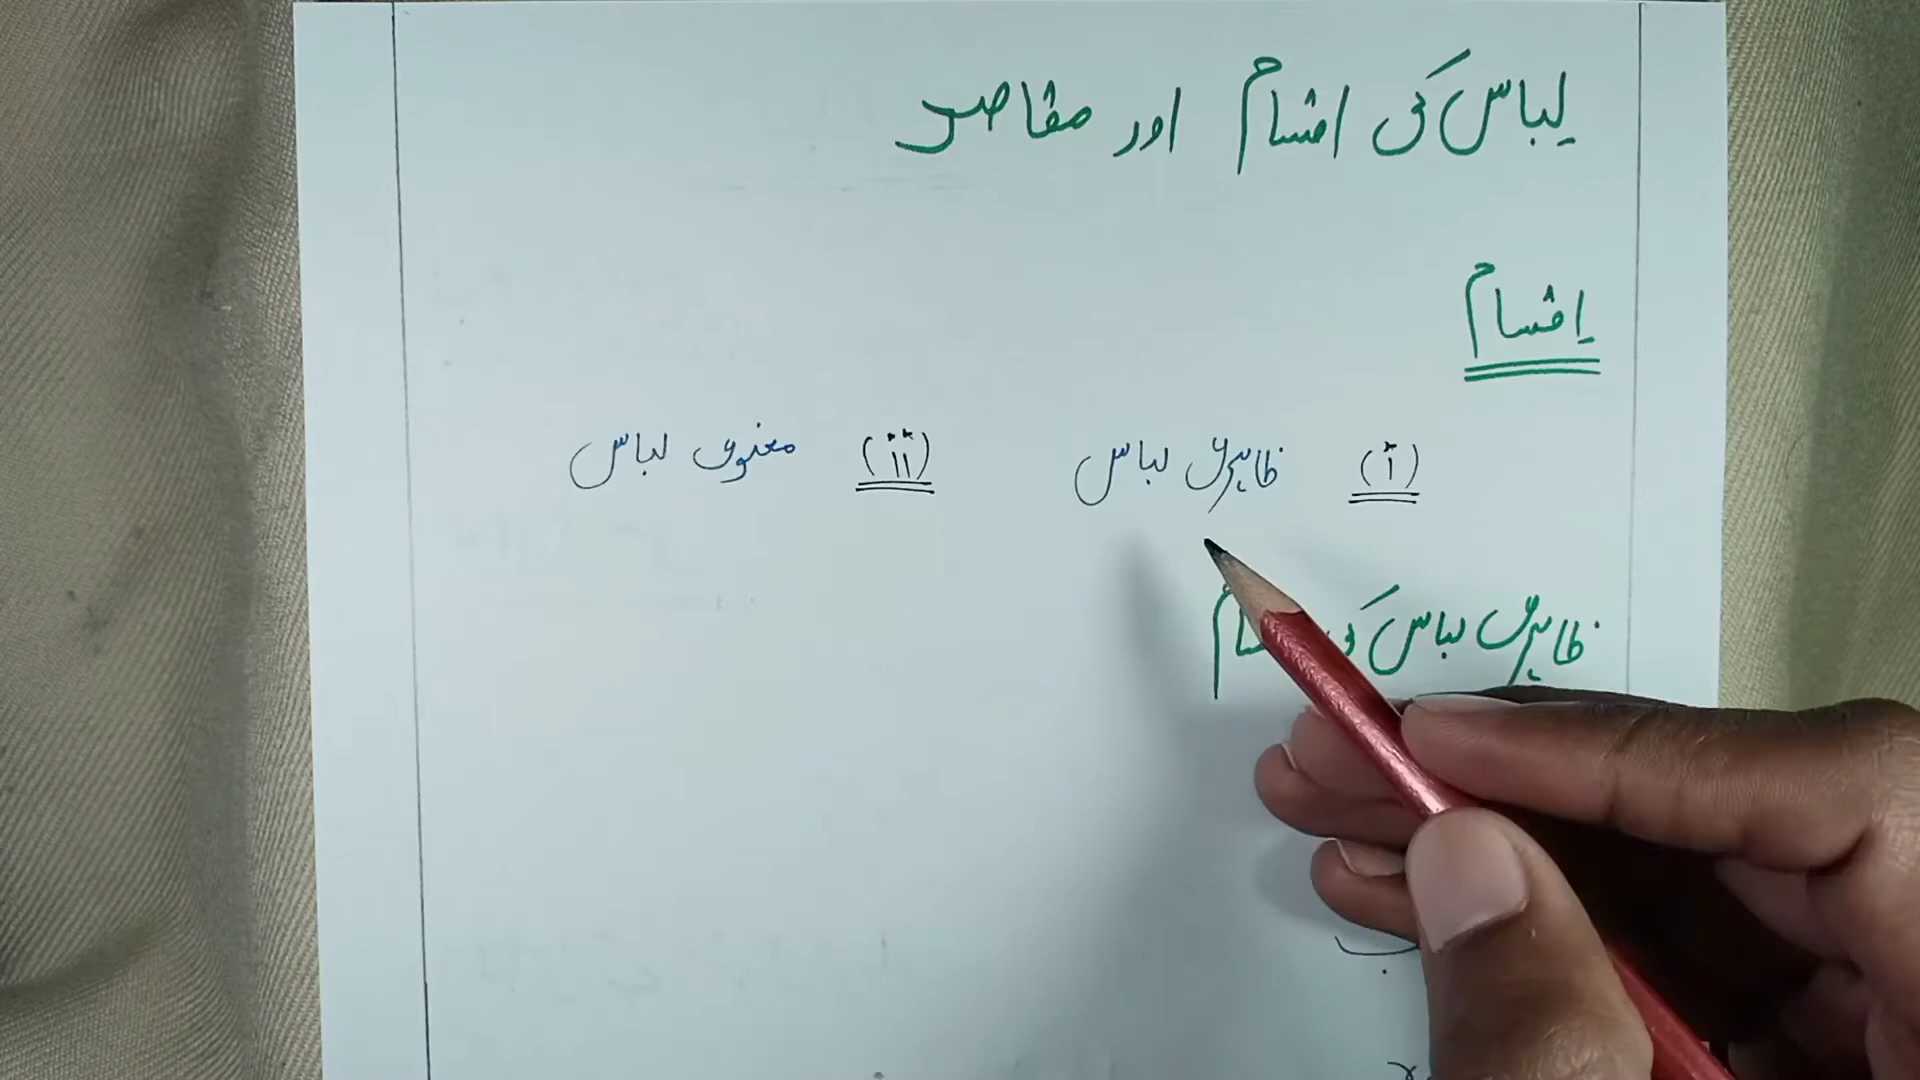 لباس کی اقسام اور مقاصد
اقسام
(i) ظاہری لباس (ii) معنوی لباس
ظاہری لباس کی